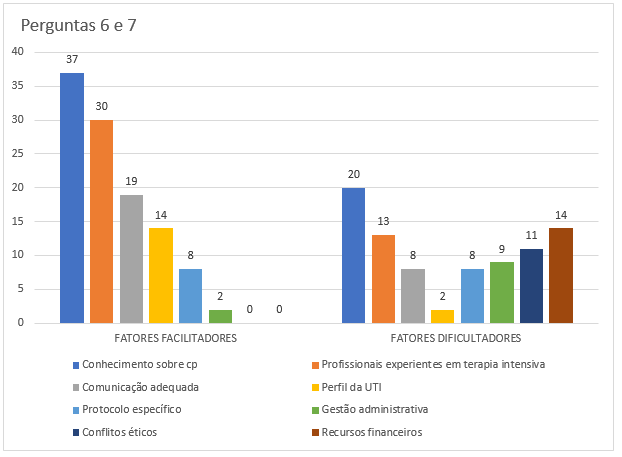 Perguntas 6 e 7
40
35
30
25
20
15
10
5
0
37
30
19
14
8
2
0
0
20
13
8
2
8
9
11
14
FATORES FACILITADORES
FATORES DIFICULTADORES
Conhecimento sobre cp
Profissionais experientes em terapia intensiva
Comunicação adequada
Perfil da UTI
Protocolo específico
Gestão administrativa
Conflitos éticos
Recursos financeiros